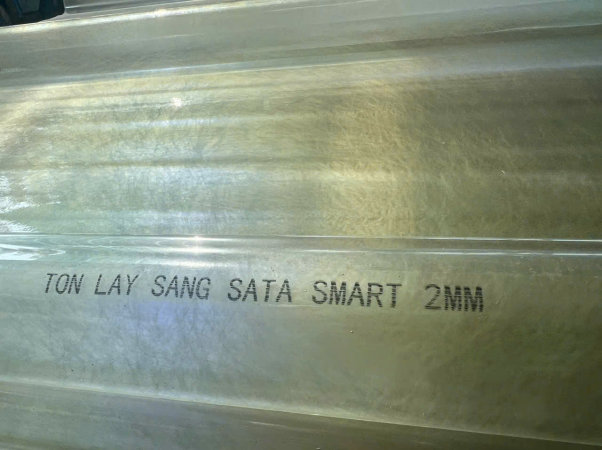 TON LAY SANG SATA SMART 2MM